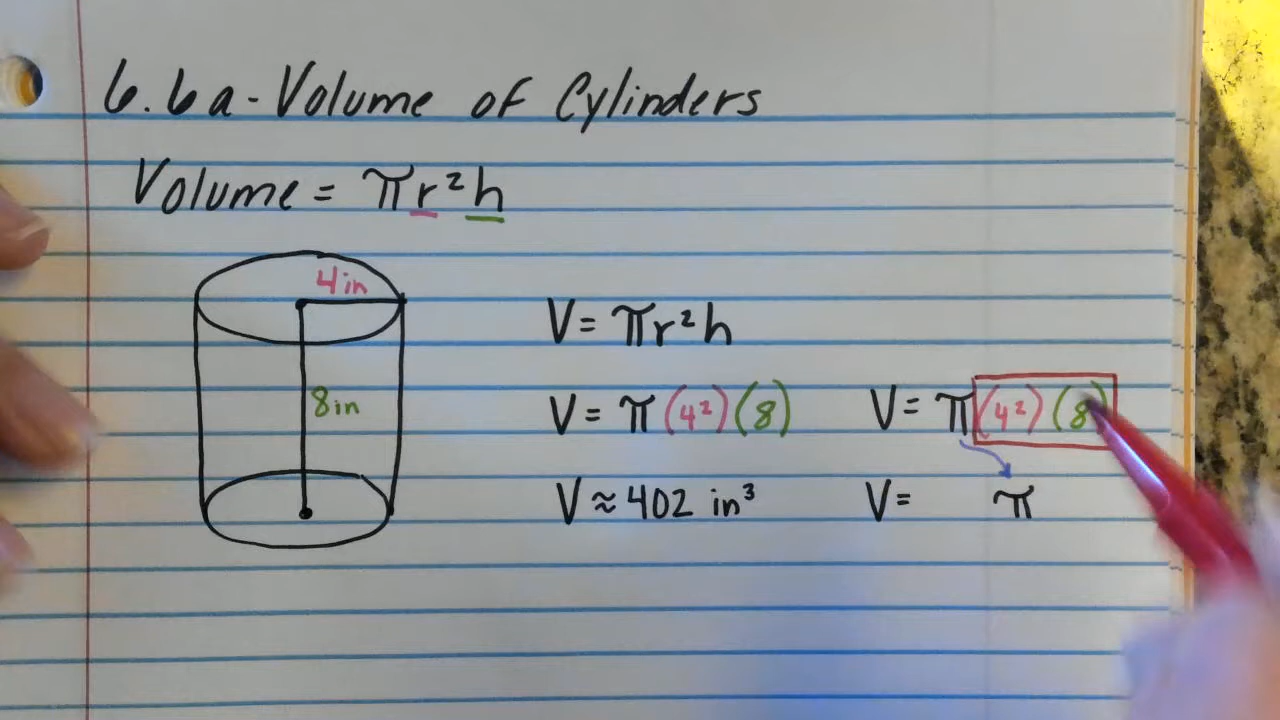 6.6a - Volume of Cylinders
Volume = πr²h
4in
8in
V = πr²h
V = π(4²)(8)
V ≈ 402 in³
V = π(4²)(8)
V = π